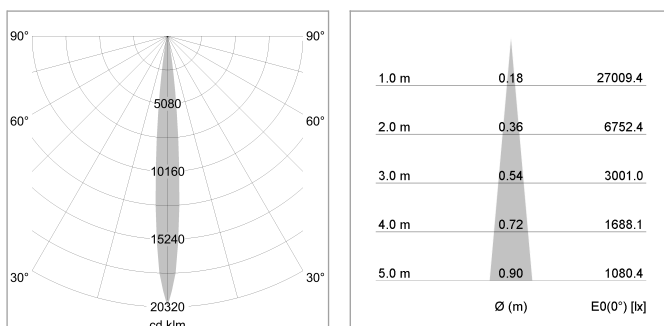 90° 90°
5080
60° 60°
10160
15240
30° 30°
20320
cd klm
1.0 m 0.18 27009.4
2.0 m 0.36 6752.4
3.0 m 0.54 3001.0
4.0 m 0.72 1688.1
5.0 m 0.90 1080.4
Ø (m) E0(0°) [lx]